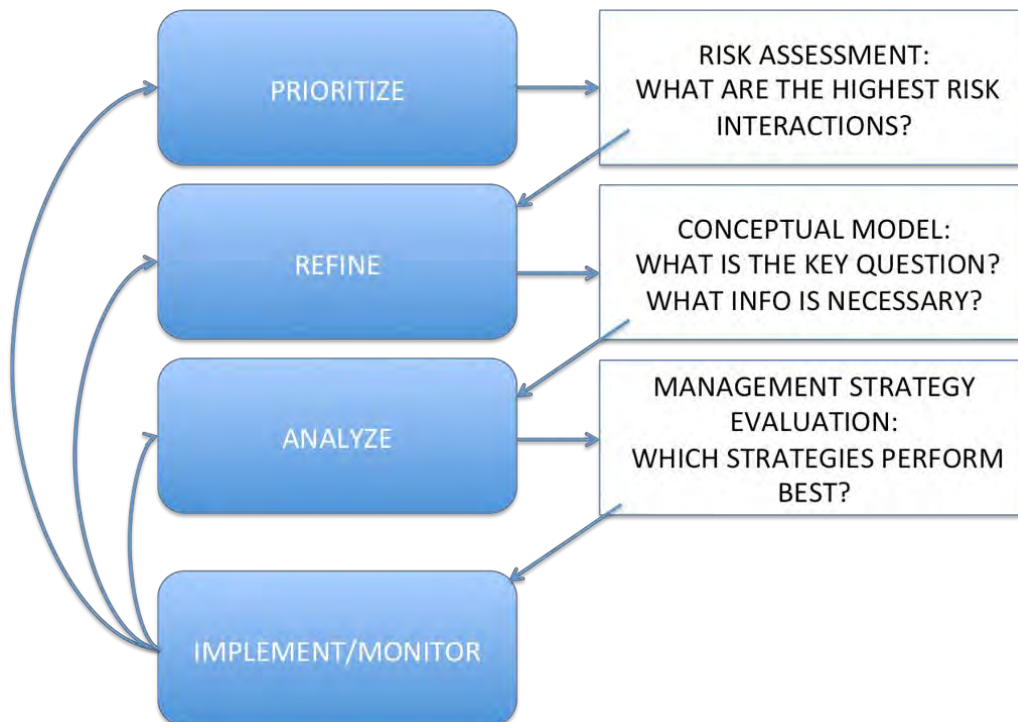 PRIORITIZE
RISK ASSESSMENT:
WHAT ARE THE HIGHEST RISK
INTERACTIONS?
REFINE
CONCEPTUAL MODEL:
WHAT IS THE KEY QUESTION?
WHAT INFO IS NECESSARY?
ANALYZE
MANAGEMENT STRATEGY
EVALUATION:
WHICH STRATEGIES PERFORM
BEST?
IMPLEMENT/MONITOR